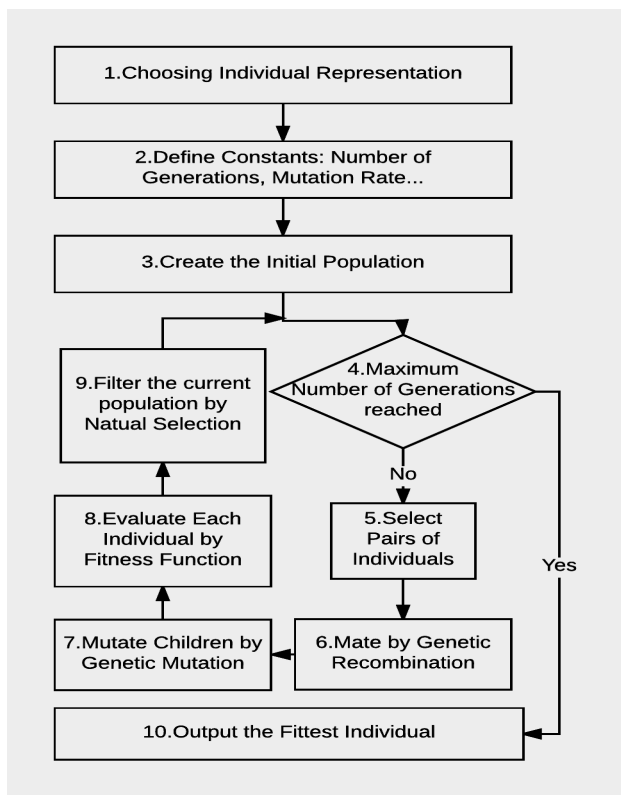 1.Choosing Individual Representation
2.Define Constants: Number of
Generations, Mutation Rate...
3.Create the Initial Population
4.Maximum
Number of Generations
reached
No
Yes
5.Select
Pairs of
Individuals
6.Mate by Genetic
Recombination
7.Mutate Children by
Genetic Mutation
8.Evaluate Each
Individual by
Fitness Function
9.Filter the current
population by
Natual Selection
10.Output the Fittest Individual